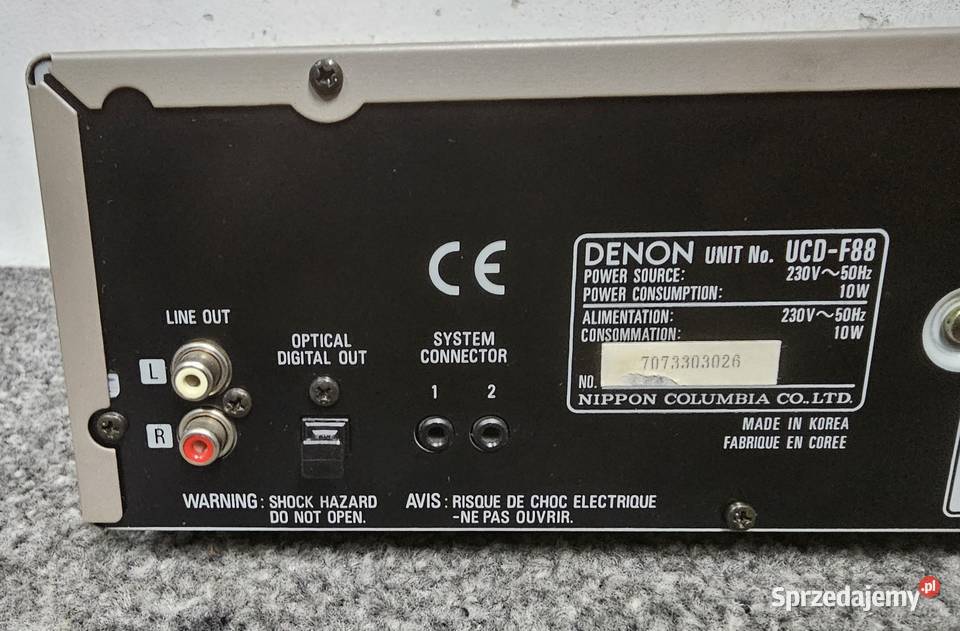 LINE OUT
L
R
OPTICAL
DIGITAL OUT
SYSTEM
CONNECTOR
1 2
CE
DENON UNIT No. UCD-F88
POWER SOURCE: 230V～50Hz
POWER CONSUMPTION: 10W
ALIMENTATION: 230V～50Hz
CONSOMMATION: 10W
7073303026
NO.
NIPPON COLUMBIA CO.,LTD.
MADE IN KOREA
FABRIQUE EN COREE
WARNING: SHOCK HAZARD
DO NOT OPEN.
AVIS: RISQUE DE CHOC ELECTRIQUE
-NE PAS OUVRIR.
Sprzedajemy.pl